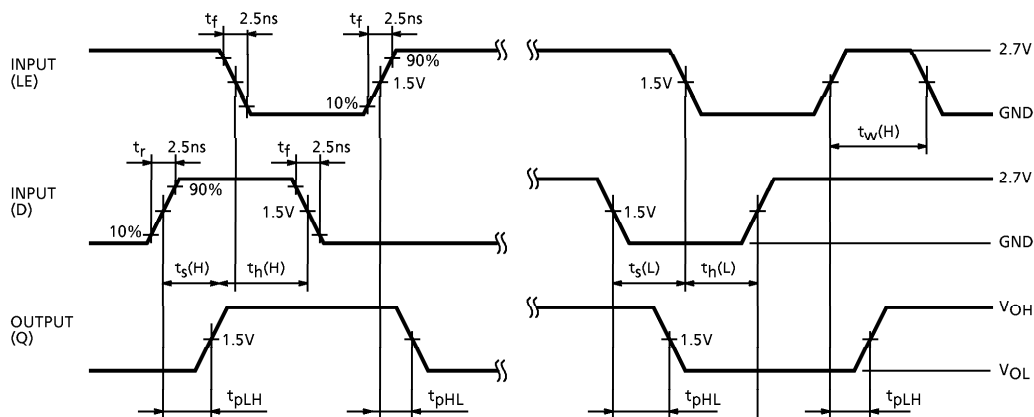 tf 2.5ns tf 2.5ns
INPUT
(LE)
90%
1.5V
10%
1.5V
2.7V
GND
tw(H)
tr 2.5ns tf 2.5ns
INPUT
(D)
90%
10%
1.5V
1.5V
2.7V
GND
ts(H) th(H) ts(L) th(L)
OUTPUT
(Q)
1.5V
1.5V
VOH
VOL
tpLH tpHL tpHL tpLH